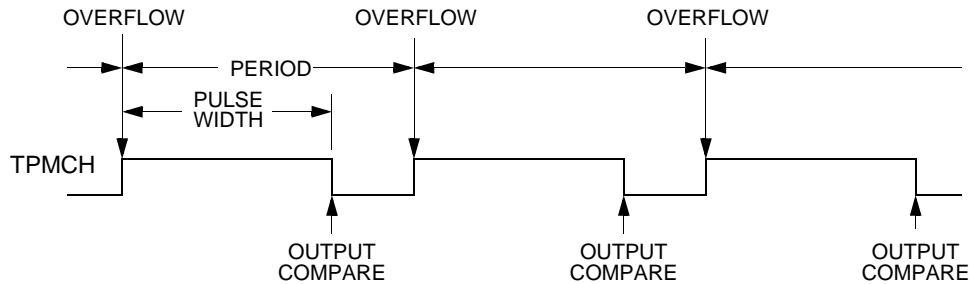 OVERFLOW OVERFLOW OVERFLOW
PERIOD
PULSE
WIDTH
TPMCH
OUTPUT
COMPARE
OUTPUT
COMPARE
OUTPUT
COMPARE